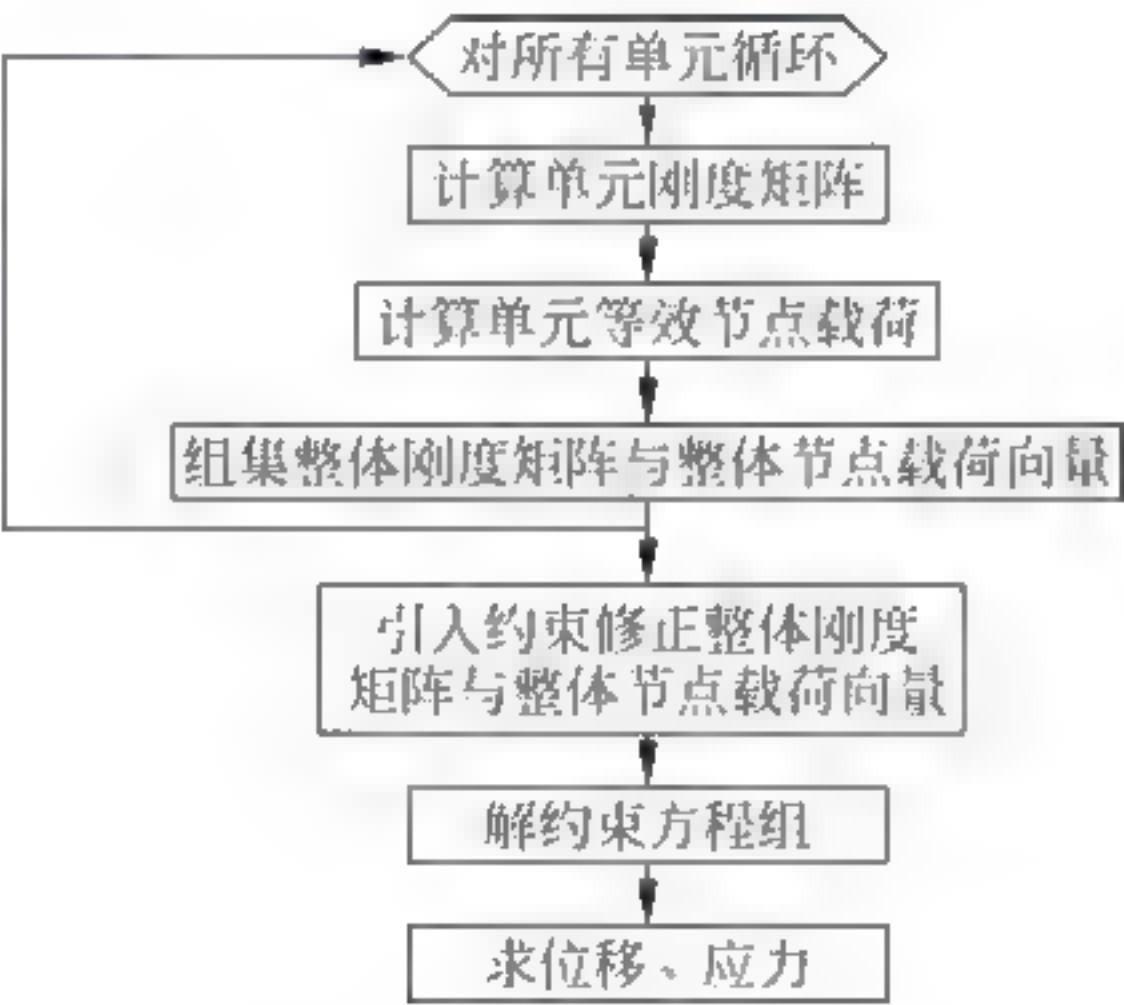 对所有单元循环
计算单元刚度矩阵
计算单元等效节点载荷
组集整体刚度矩阵与整体节点载荷向量
引入约束修正整体刚度
矩阵与整体节点载荷向量
解约束方程组
求位移、应力